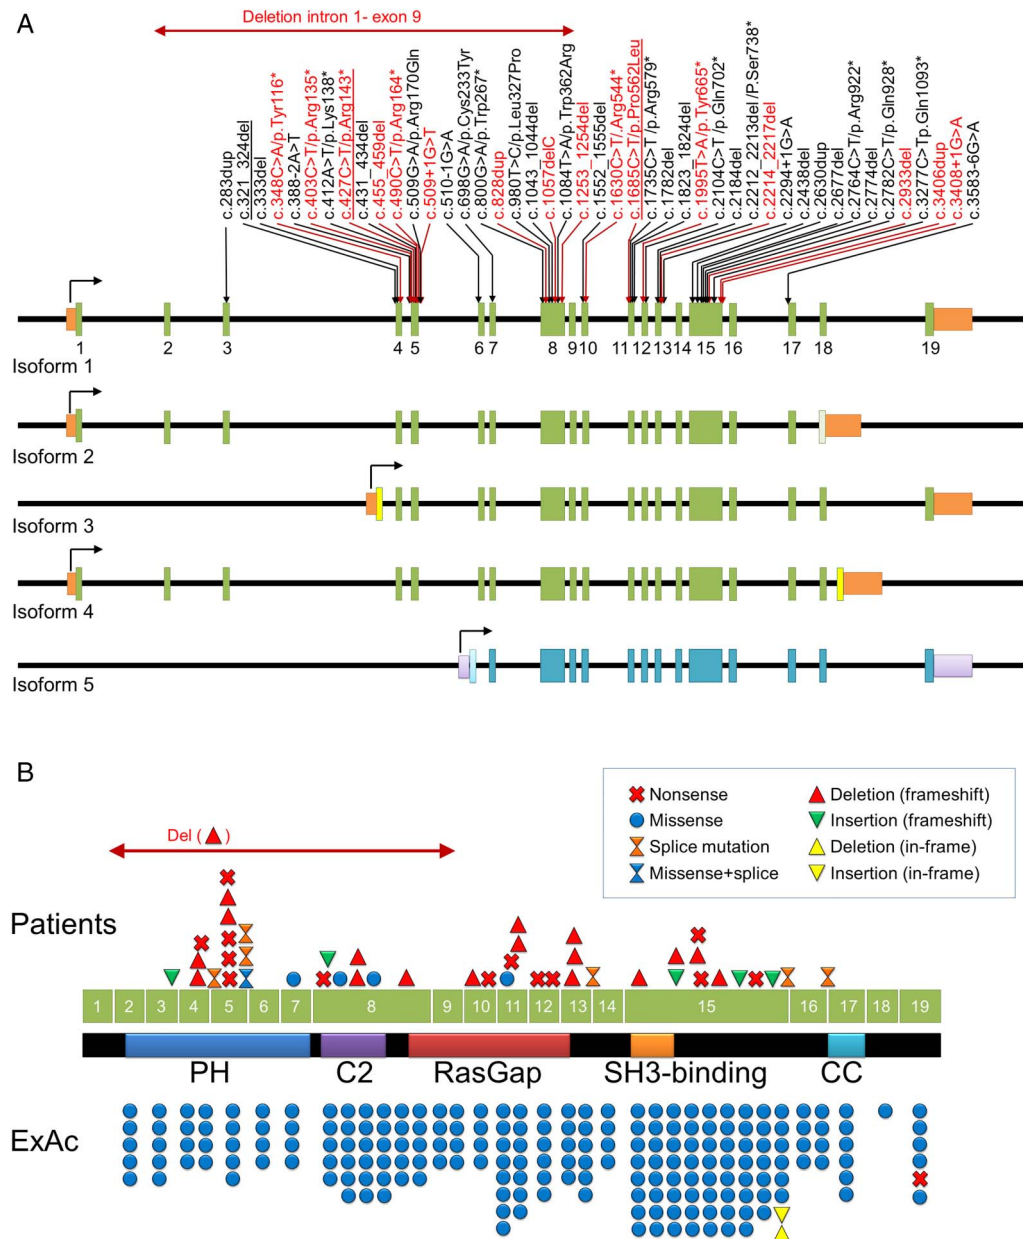 A
Deletion intron 1- exon 9
c.283dup
c.321_324del
c.333del
c.348C>A/p.Tyr116*
c.388-2A>T
c.403C>T/p.Arg135*
c.412A>T/p.Lys138*
c.427C>T/p.Arg143*
c.431_434del
c.455_459del
c.490C>T/p.Arg164*
c.509G>A/p.Arg170Gln
c.509+1G>T
c.510-1G>A
c.698G>A/p.Cys233Tyr
c.800G>A/p.Trp267*
c.828dup
c.980T>C/p.Leu327Pro
c.1043_1044del
c.1057delC
c.1084T>A/p.Trp362Arg
c.1253_1254del
c.1552_1555del
c.1630C>T/.Arg544*
c.1685C>T/p.Pro562Leu
c.1735C>T /p.Arg579*
c.1782del
c.1823_1824del
c.1995T>A/p.Tyr665*
c.2104C>T /p.Gln702*
c.2184del
c.2212_2213del /P.Ser738*
c.2214_2217del
c.2294+1G>A
c.2438del
c.2630dup
c.2677del
c.2764C>T/p.Arg922*
c.2774del
c.2782C>T/p.Gln928*
c.2933del
c.3277C>Tp.Gln1093*
c.3406dup
c.3408+1G>A
c.3583-6G>A
1 2 3 4 5 6 7 8 9 10 11 12 13 14 15 16 17 18 19
Isoform 1
Isoform 2
Isoform 3
Isoform 4
Isoform 5
B
Nonsense Deletion (frameshift)
Missense Insertion (frameshift)
Splice mutation Deletion (in-frame)
Missense+splice Insertion (in-frame)
Del ( )
Patients
1 2 3 4 5 6 7 8 9 10 11 12 13 14 15 16 17 18 19
PH C2 RasGap SH3-binding CC
ExAc